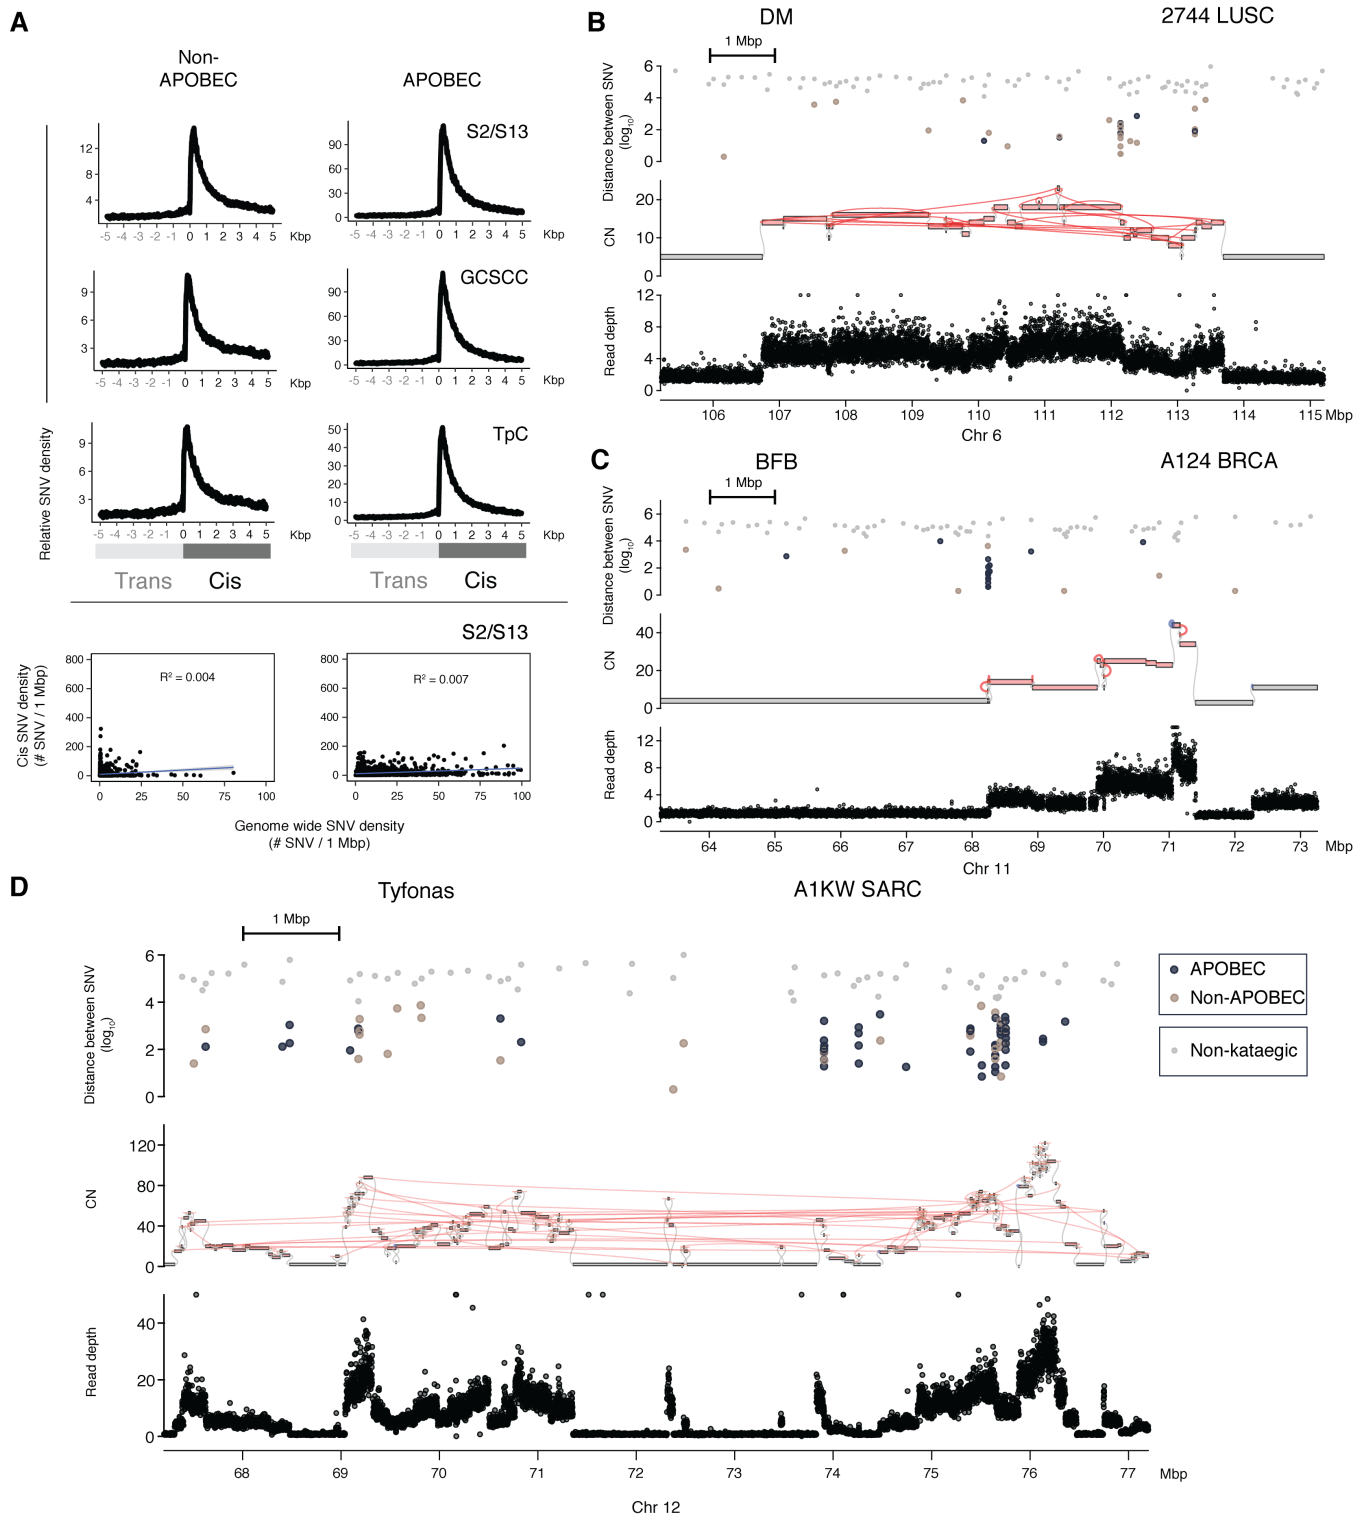 A
Non-
APOBEC
APOBEC
S2/S13
12
8
4
-5 -4 -3 -2 -1 0 1 2 3 4 5 Kbp
90
60
30
0
-5 -4 -3 -2 -1 0 1 2 3 4 5 Kbp
GCSCC
9
6
3
-5 -4 -3 -2 -1 0 1 2 3 4 5 Kbp
90
60
30
0
-5 -4 -3 -2 -1 0 1 2 3 4 5 Kbp
TpC
9
6
3
-5 -4 -3 -2 -1 0 1 2 3 4 5 Kbp
50
40
30
20
10
0
-5 -4 -3 -2 -1 0 1 2 3 4 5 Kbp
Relative SNV density
Trans Cis
Trans Cis
S2/S13
Cis SNV density
(# SNV / 1 Mbp)
800
600
400
200
0
R² = 0.004
0 25 50 75 100
800
600
400
200
0
R² = 0.007
0 25 50 75 100
Genome wide SNV density
(# SNV / 1 Mbp)
B
DM
2744 LUSC
1 Mbp
Distance between SNV
(log₁₀)
6
4
2
0
CN
20
10
0
Read depth
12
8
4
0
106 107 108 109 110 111 112 113 114 115 Mbp
Chr 6
C
BFB
A124 BRCA
1 Mbp
Distance between SNV
(log₁₀)
6
4
2
0
CN
40
20
0
Read depth
12
8
4
0
64 65 66 67 68 69 70 71 72 73 Mbp
Chr 11
D
Tyfonas
A1KW SARC
1 Mbp
Distance between SNV
(log₁₀)
6
4
2
0
APOBEC
Non-APOBEC
Non-kataegic
CN
120
80
40
0
Read depth
40
20
0
68 69 70 71 72 73 74 75 76 77 Mbp
Chr 12